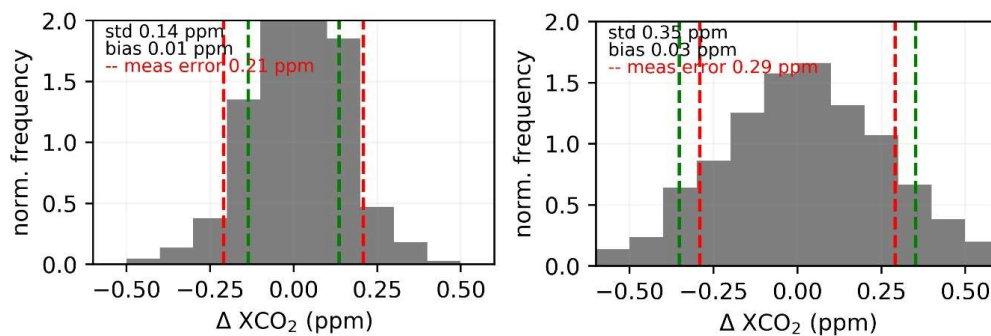 2.0
1.5
1.0
0.5
0.0
norm. frequency
std 0.14 ppm
bias 0.01 ppm
-- meas error 0.21 ppm
−0.50 −0.25 0.00 0.25 0.50
Δ XCO₂ (ppm)
2.0
1.5
1.0
0.5
0.0
norm. frequency
std 0.35 ppm
bias 0.03 ppm
-- meas error 0.29 ppm
−0.50 −0.25 0.00 0.25 0.50
Δ XCO₂ (ppm)